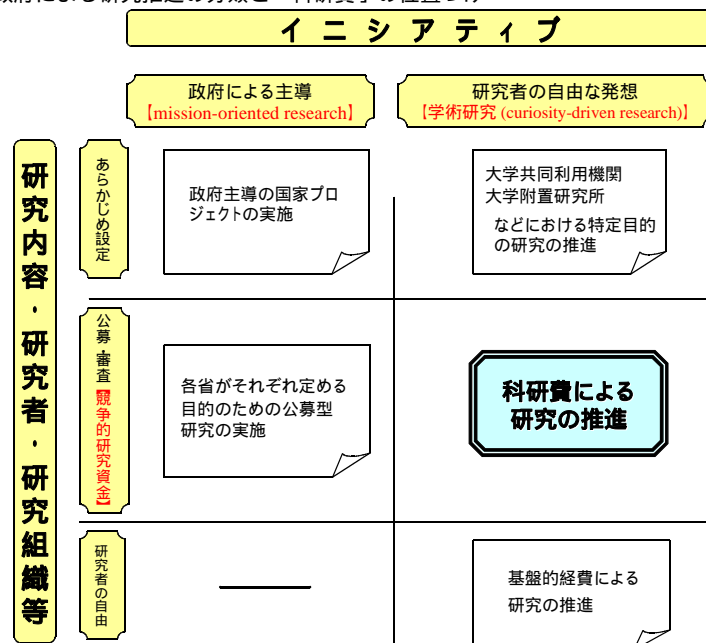 イニシアティブ
政府による主導
【mission-oriented research】
研究者の自由な発想
【学術研究 (curiosity-driven research)】
研究内容・研究者・研究組織等
あらかじめ設定
政府主導の国家プロ
ジェクトの実施
大学共同利用機関
大学附置研究所
などにおける特定目的
の研究の推進
公募・審査【競争的研究資金】
各省がそれぞれ定める
目的のための公募型
研究の実施
科研費による
研究の推進
研究者の自由
基盤的経費による
研究の推進